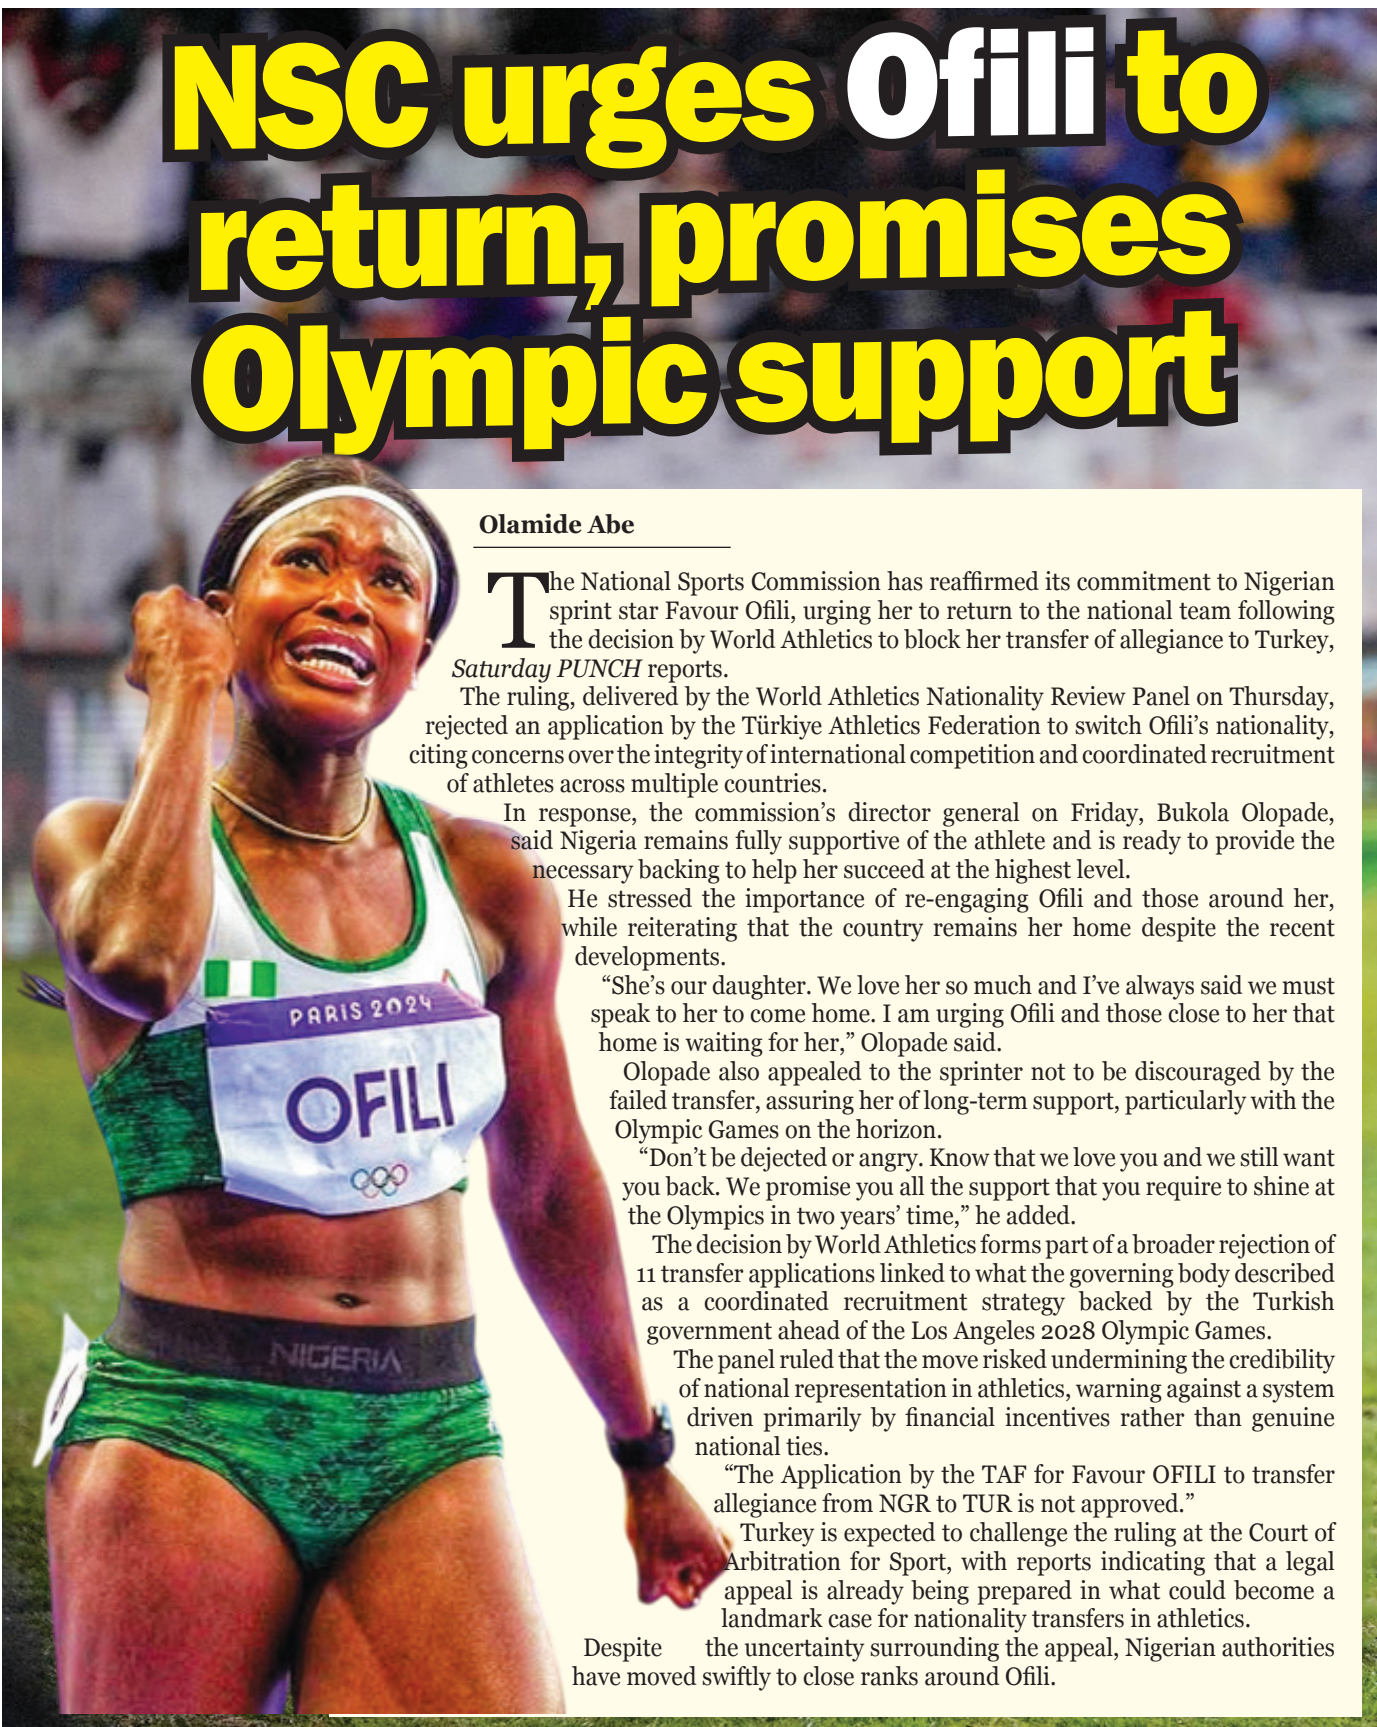 NSC urges Ofili to
return, promises
Olympic support
Olamide Abe
The National Sports Commission has reaffirmed its commitment to Nigerian
sprint star Favour Ofili, urging her to return to the national team following
the decision by World Athletics to block her transfer of allegiance to Turkey,
Saturday PUNCH reports.
The ruling, delivered by the World Athletics Nationality Review Panel on Thursday,
rejected an application by the Türkiye Athletics Federation to switch Ofili’s nationality,
citing concerns over the integrity of international competition and coordinated recruitment
of athletes across multiple countries.
In response, the commission’s director general on Friday, Bukola Olopade,
said Nigeria remains fully supportive of the athlete and is ready to provide the
necessary backing to help her succeed at the highest level.
He stressed the importance of re-engaging Ofili and those around her,
while reiterating that the country remains her home despite the recent
developments.
“She’s our daughter. We love her so much and I’ve always said we must
speak to her to come home. I am urging Ofili and those close to her that
home is waiting for her,” Olopade said.
Olopade also appealed to the sprinter not to be discouraged by the
failed transfer, assuring her of long-term support, particularly with the
Olympic Games on the horizon.
“Don’t be dejected or angry. Know that we love you and we still want
you back. We promise you all the support that you require to shine at
the Olympics in two years’ time,” he added.
The decision by World Athletics forms part of a broader rejection of
11 transfer applications linked to what the governing body described
as a coordinated recruitment strategy backed by the Turkish
government ahead of the Los Angeles 2028 Olympic Games.
The panel ruled that the move risked undermining the credibility
of national representation in athletics, warning against a system
driven primarily by financial incentives rather than genuine
national ties.
“The Application by the TAF for Favour OFILI to transfer
allegiance from NGR to TUR is not approved.”
Turkey is expected to challenge the ruling at the Court of
Arbitration for Sport, with reports indicating that a legal
appeal is already being prepared in what could become a
landmark case for nationality transfers in athletics.
Despite the uncertainty surrounding the appeal, Nigerian authorities
have moved swiftly to close ranks around Ofili.
PARIS 2024
OFILI
NIGERIA